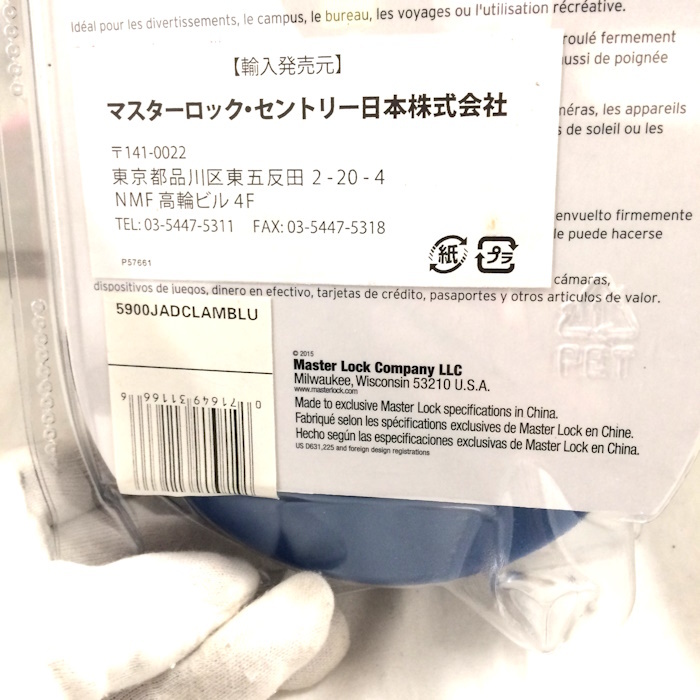 Idéal pour les divertissements, le campus, le bureau, les voyages ou l'utilisation récréative.
roulé fermement
aussi de poignée
【輸入発売元】
マスターロック・セントリー日本株式会社
méras, les appareils
s de soleil ou les
〒141-0022
東京都品川区東五反田 2-20-4
NMF 高輪ビル 4F
TEL: 03-5447-5311 FAX: 03-5447-5318
envuelto firmemente
le puede hacerse
紙 プラ
P57661
cámaras,
dispositivos de juegos, dinero en efectivo, tarjetas de crédito, pasaportes y otros artículos de valor.
5900JADCLAMBLU
PET
© 2015
Master Lock Company LLC
Milwaukee, Wisconsin 53210 U.S.A.
www.masterlock.com
Made to exclusive Master Lock specifications in China.
Fabriqué selon les spécifications exclusives de Master Lock en Chine.
Hecho según las especificaciones exclusivas de Master Lock en China.
US D631,225 and foreign design registrations
0 71649 31166 6